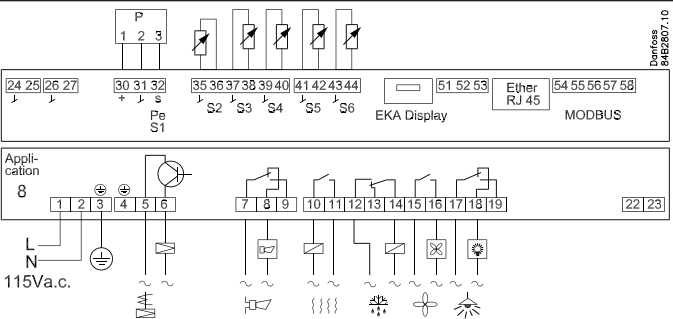 P
1 2 3
Danfoss
84B2807.10
24 25 26 27 30 31 32 35 36 37 38 39 40 41 42 43 44 51 52 53 54 55 56 57 58
+ s
Pe
S1
S2 S3 S4 S5 S6
EKA Display
Ether
RJ 45
MODBUS
Appli-
cation
8
1 2 3 4 5 6 7 8 9 10 11 12 13 14 15 16 17 18 19 22 23
L
N
115Va.c.